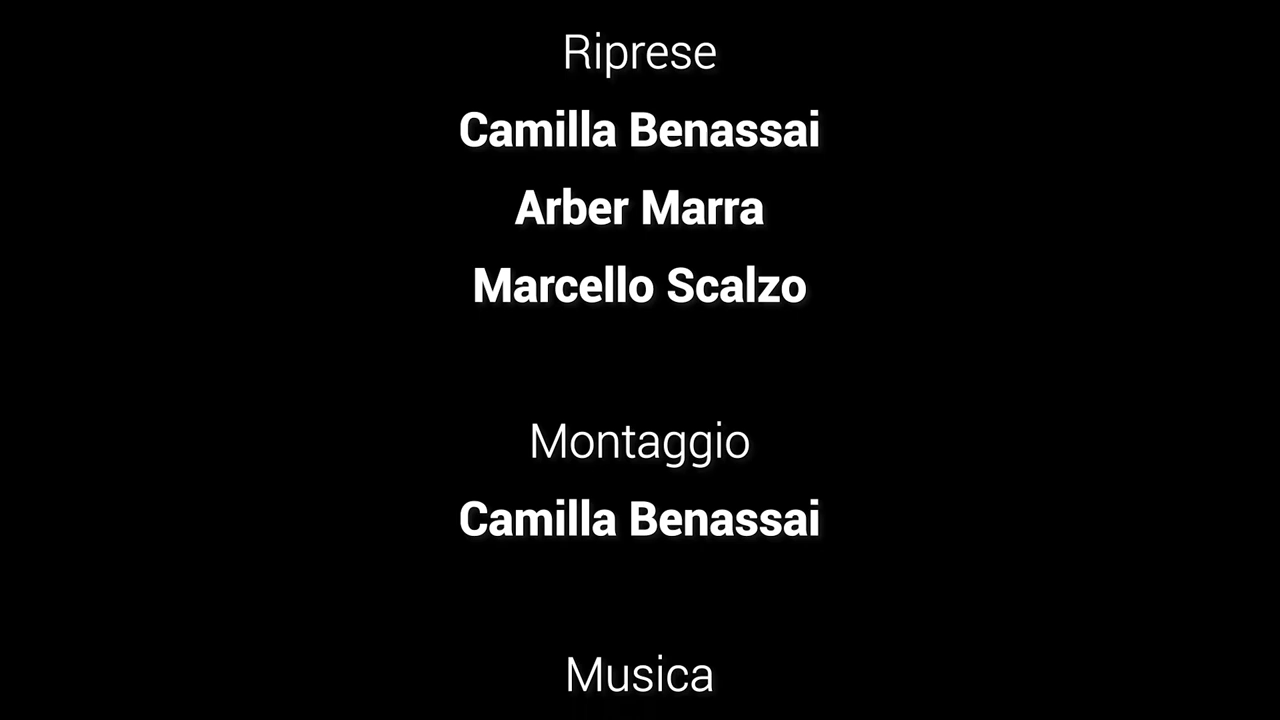 Riprese
Camilla Benassai
Arber Marra
Marcello Scalzo
Montaggio
Camilla Benassai
Musica